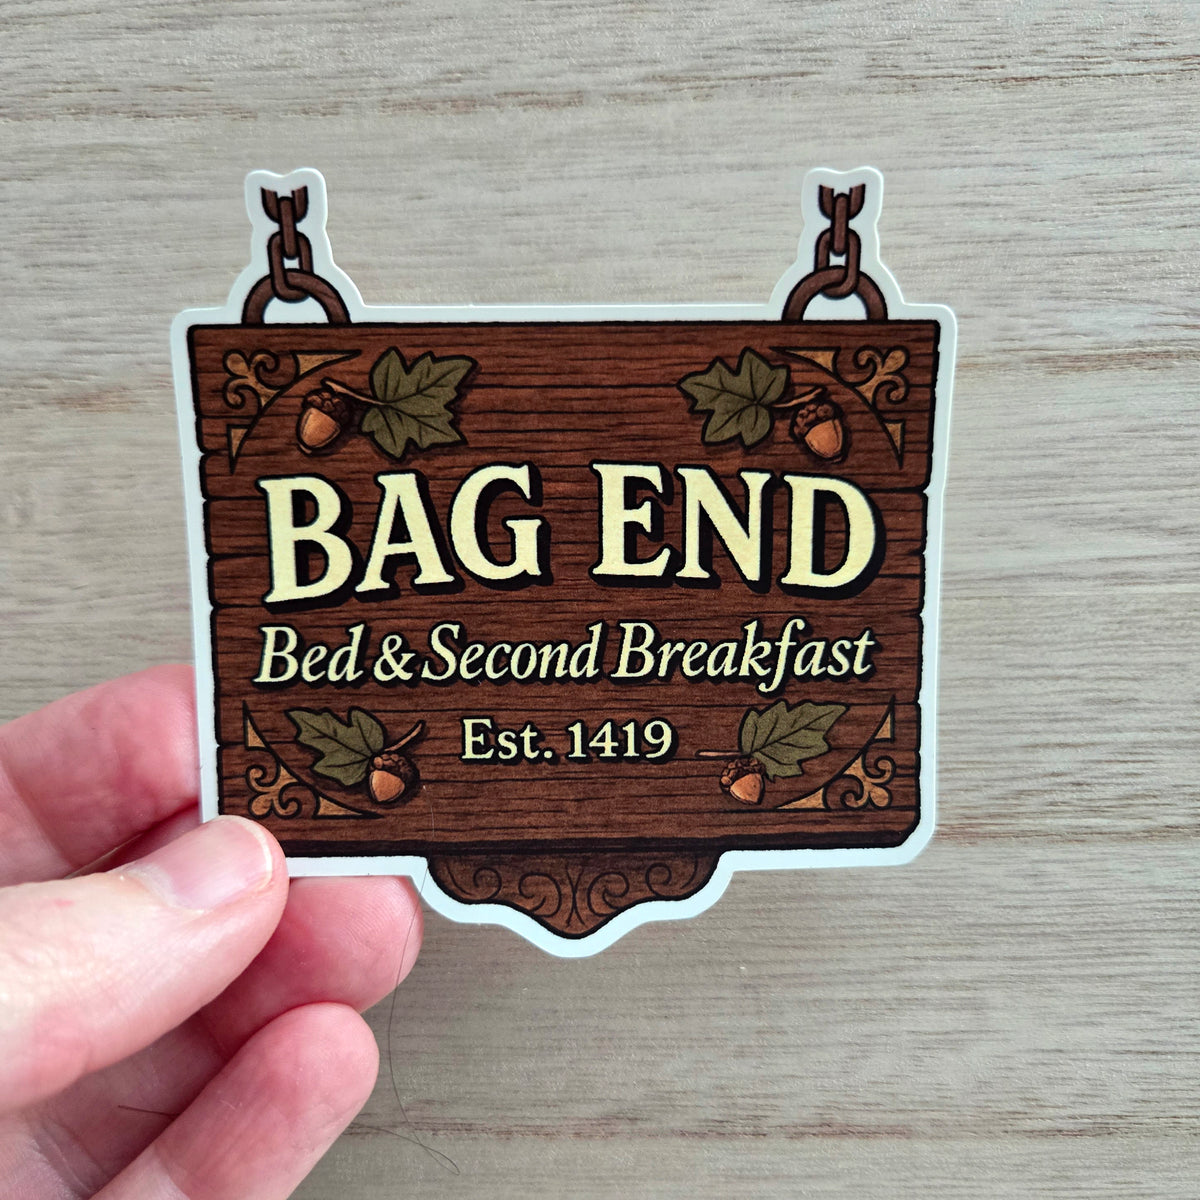 BAG END
Bed & Second Breakfast
Est. 1419